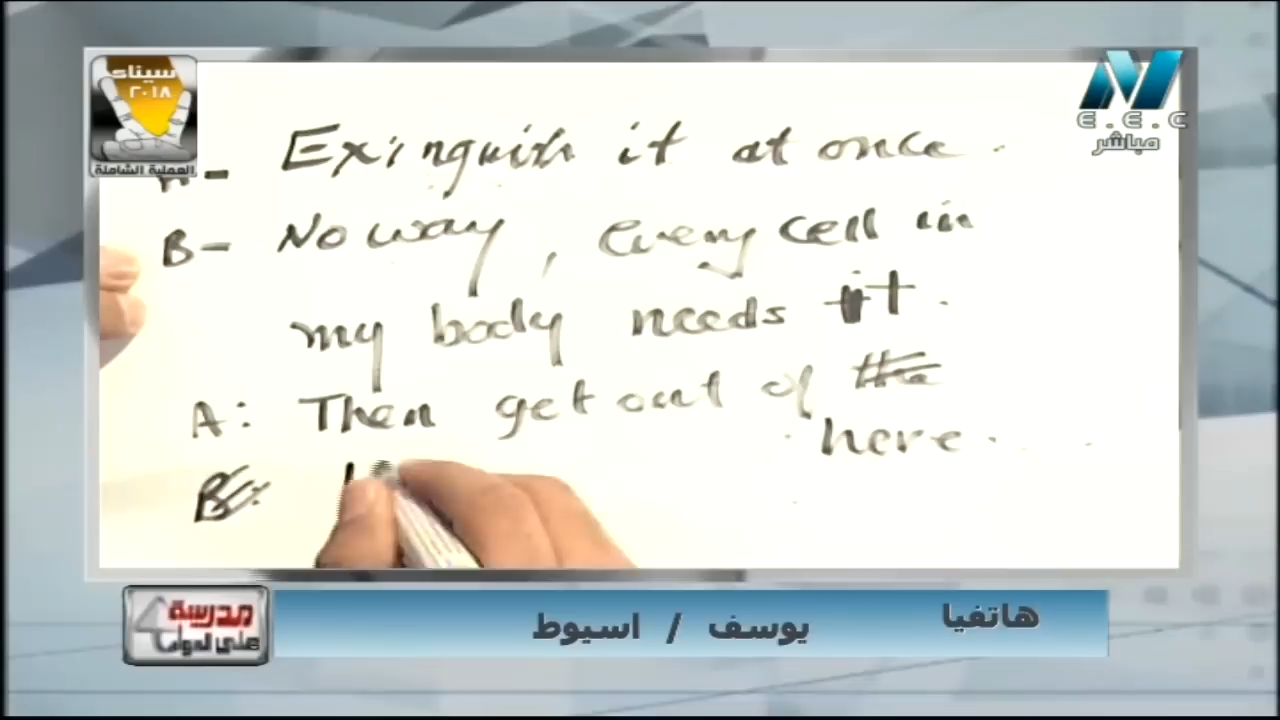 سيناء
٢٠١٨
العملية الشاملة
E.E.C
مباشر
A- Exinguish it at once.
B- No way, every cell in
my body needs it.
A: Then get out of the
here.
B:
مدرسة
على الهواء
هاتفيا
يوسف / اسيوط